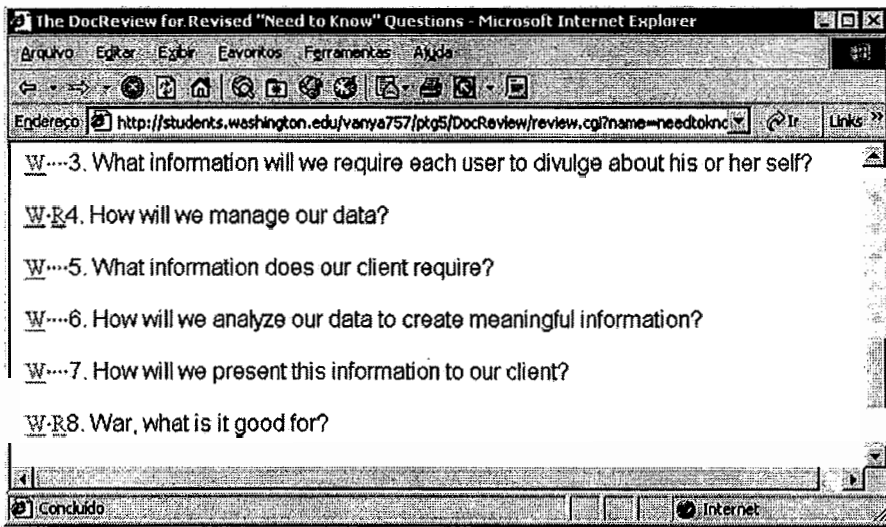 The DocReview for Revised "Need to Know" Questions - Microsoft Internet Explorer
Arquivo Editar Exibir Favoritos Ferramentas Ajuda
Endereço http://students.washington.edu/vanya757/ptg5/DocReview/review.cgi?name=needtoknc Ir Links »
W····3. What information will we require each user to divulge about his or her self?
W·R4. How will we manage our data?
W····5. What information does our client require?
W····6. How will we analyze our data to create meaningful information?
W····7. How will we present this information to our client?
W·R8. War, what is it good for?
Concluído Internet